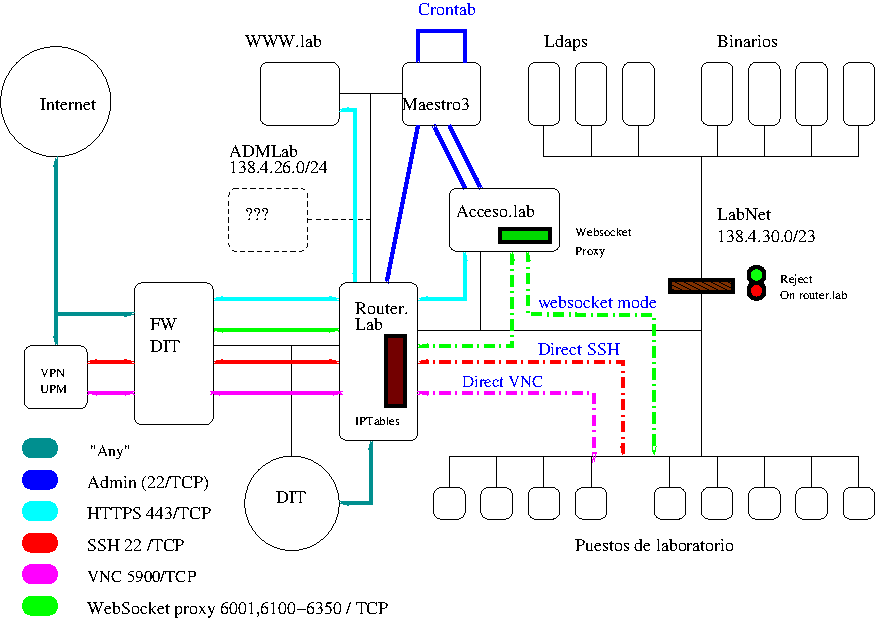 Crontab
WWW.lab
Ldaps
Binarios
Internet
Maestro3
ADMLab
138.4.26.0/24
???
Acceso.lab
Websocket
Proxy
LabNet
138.4.30.0/23
Reject
On router.lab
websocket mode
Router.
Lab
FW
DIT
Direct SSH
VPN
UPM
Direct VNC
IPTables
"Any"
Admin (22/TCP)
DIT
HTTPS 443/TCP
SSH 22 /TCP
Puestos de laboratorio
VNC 5900/TCP
WebSocket proxy 6001,6100−6350 / TCP